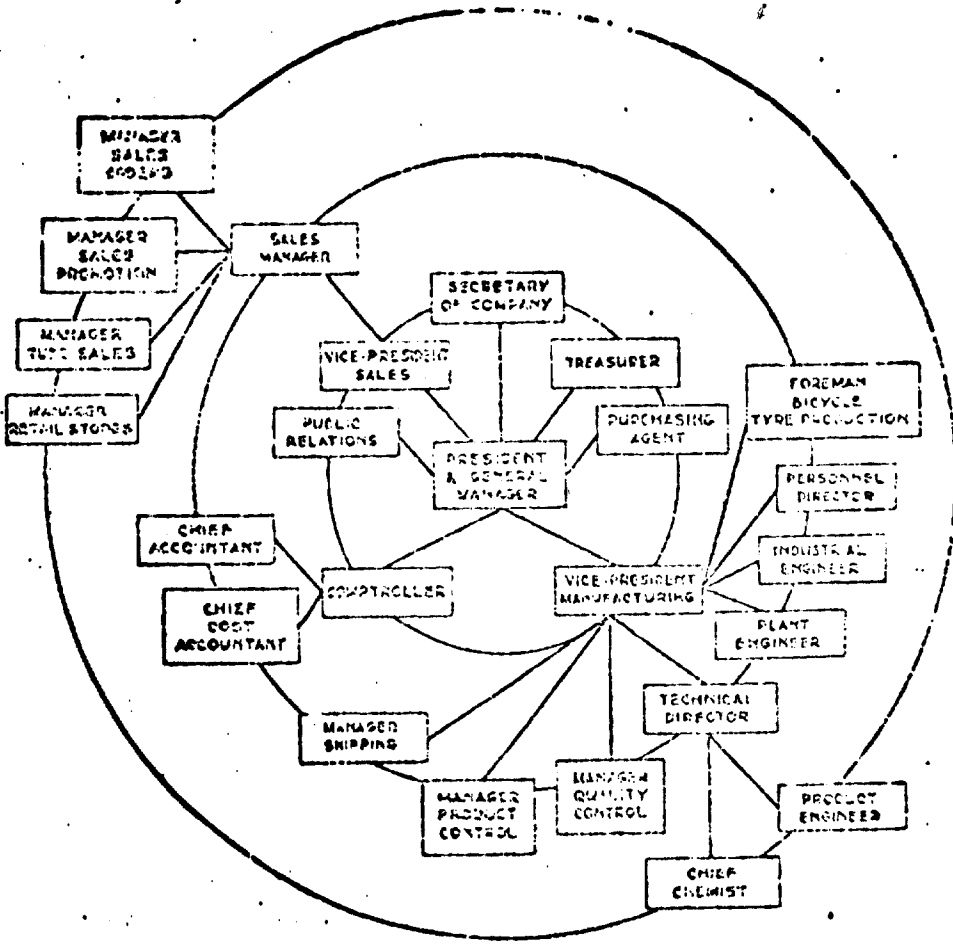 MANAGER
SALES
MANAGER
SALES
PROMOTION
SALES
MANAGER
SECRETARY
OF COMPANY
MANAGER
SALES
VICE-PRESIDENT
SALES
TREASURER
FOREMAN
BICYCLE
TYRE PRODUCTION
MANAGER
RETAIL STORES
PUBLIC
RELATIONS
PURCHASING
AGENT
PRESIDENT
& GENERAL
MANAGER
PERSONNEL
DIRECTOR
CHIEF
ACCOUNTANT
INDUSTRIAL
ENGINEER
COMPTROLLER
VICE-PRESIDENT
MANUFACTURING
CHIEF
COST
ACCOUNTANT
PLANT
ENGINEER
TECHNICAL
DIRECTOR
MANAGER
SHIPPING
MANAGER
PRODUCT
CONTROL
MANAGER
QUALITY
CONTROL
PRODUCT
ENGINEER
CHIEF
CHEMIST